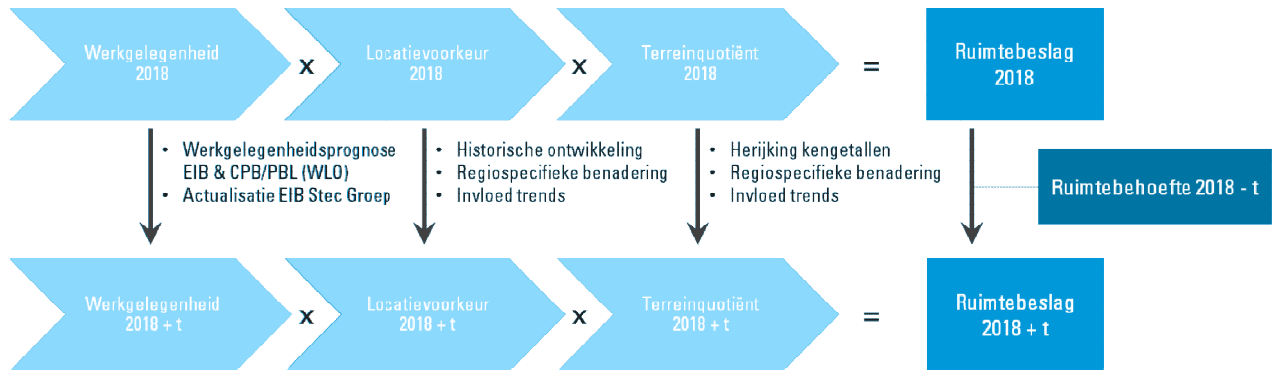 Werkgelegenheid
2018
x
Locatievoorkeur
2018
x
Terreinquotiënt
2018
=
Ruimtebeslag
2018
• Werkgelegenheidsprognose
EIB & CPB/PBL (WLO)
• Actualisatie EIB Stec Groep
• Historische ontwikkeling
• Regiospecifieke benadering
• Invloed trends
• Herijking kengetallen
• Regiospecifieke benadering
• Invloed trends
Ruimtebehoefte 2018 - t
Werkgelegenheid
2018 + t
x
Locatievoorkeur
2018 + t
x
Terreinquotiënt
2018 + t
=
Ruimtebeslag
2018 + t